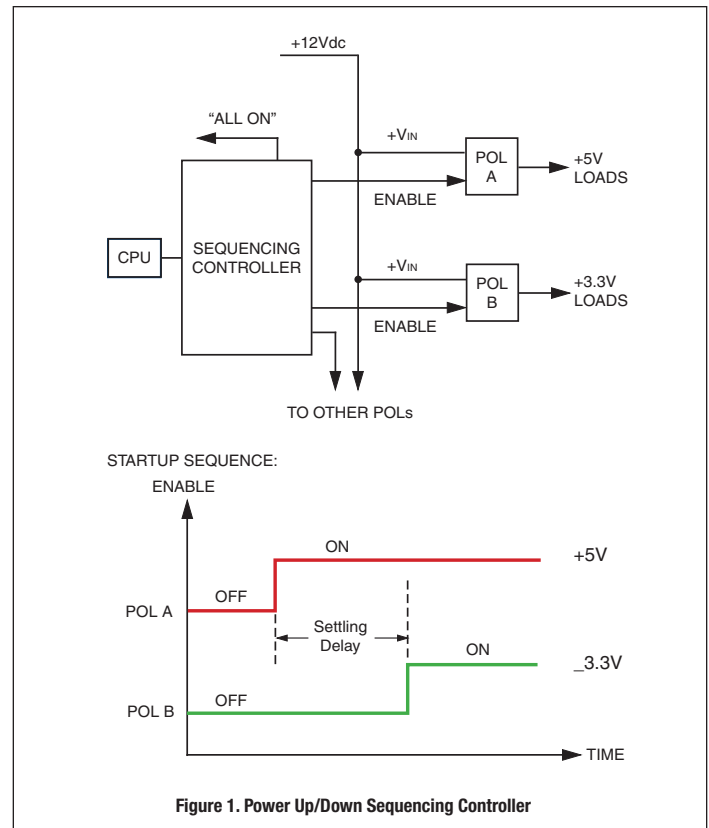 +12Vdc
“ALL ON”
+VIN
POL
A
+5V
LOADS
ENABLE
CPU
SEQUENCING
CONTROLLER
+VIN
POL
B
+3.3V
LOADS
ENABLE
TO OTHER POLs
STARTUP SEQUENCE:
ENABLE
ON
+5V
OFF
POL A
Settling
Delay
ON
_3.3V
OFF
POL B
TIME
Figure 1. Power Up/Down Sequencing Controller